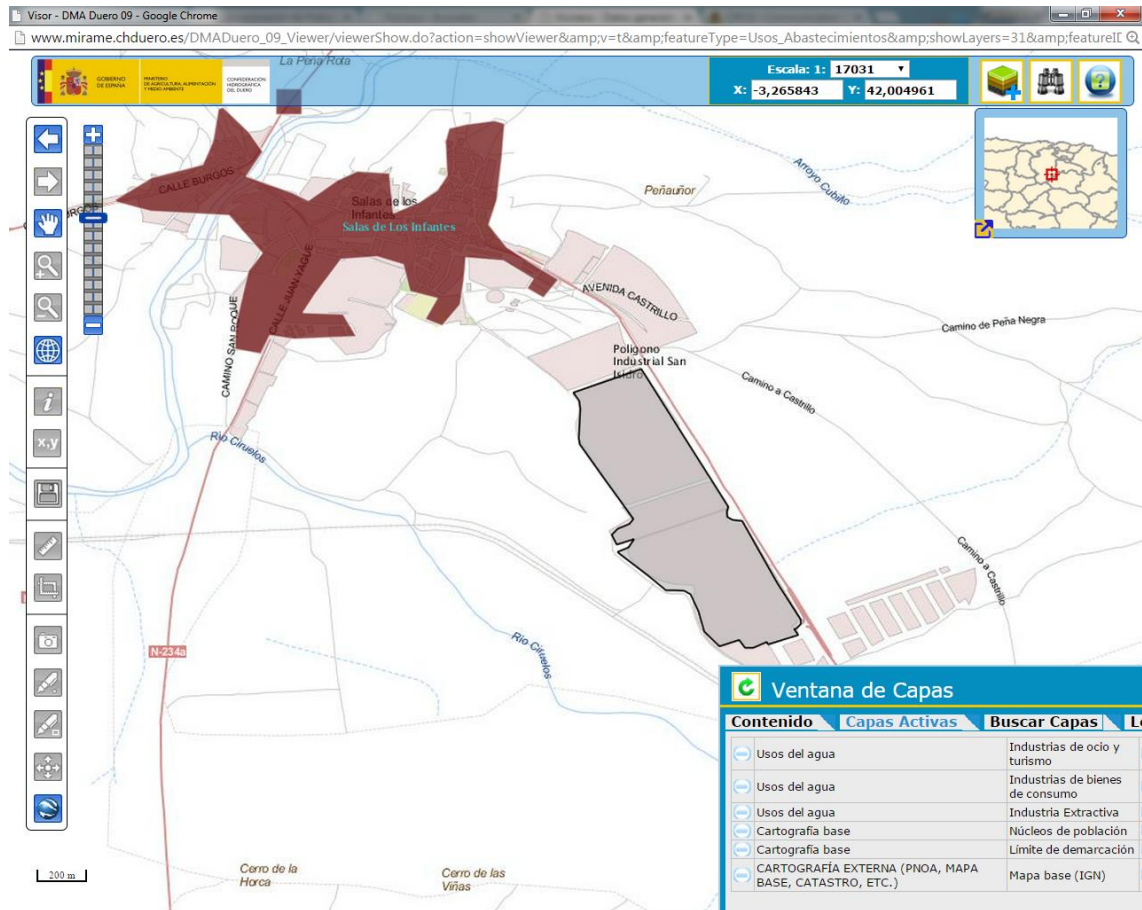 Visor - DMA Duero 09 - Google Chrome
www.mirame.chduero.es/DMADuero_09_Viewer/viewerShow.do?action=showViewer&amp;v=t&amp;featureType=Usos_Abastecimientos&amp;showLayers=31&amp;featureII
La Peña Rota
GOBIERNO DE ESPAÑA
MINISTERIO DE AGRICULTURA, ALIMENTACIÓN Y MEDIO AMBIENTE
CONFEDERACIÓN HIDROGRÁFICA DEL DUERO
Escala: 1: 17031
X: -3,265843 Y: 42,004961
CALLE BURGOS
Salas de los
Infantes
Salas de Los Infantes
Peñauñor
Arroyo Cubillo
CALLE JUAN YAGÜE
CAMINO SAN ROQUE
AVENIDA CASTRILLO
Camino de Peña Negra
Poligono
Industrial San
Isidro
Camino a Castrillo
Rio Ciruelos
i
x,y
Camino a Castrillo
Rio Ciruelos
N-234a
Cerro de la
Horca
Cerro de las
Viñas
200 m
Ventana de Capas
Contenido Capas Activas Buscar Capas
Usos del agua Industrias de ocio y turismo
Usos del agua Industrias de bienes de consumo
Usos del agua Industria Extractiva
Cartografía base Núcleos de población
Cartografía base Límite de demarcación
CARTOGRAFÍA EXTERNA (PNOA, MAPA BASE, CATASTRO, ETC.) Mapa base (IGN)